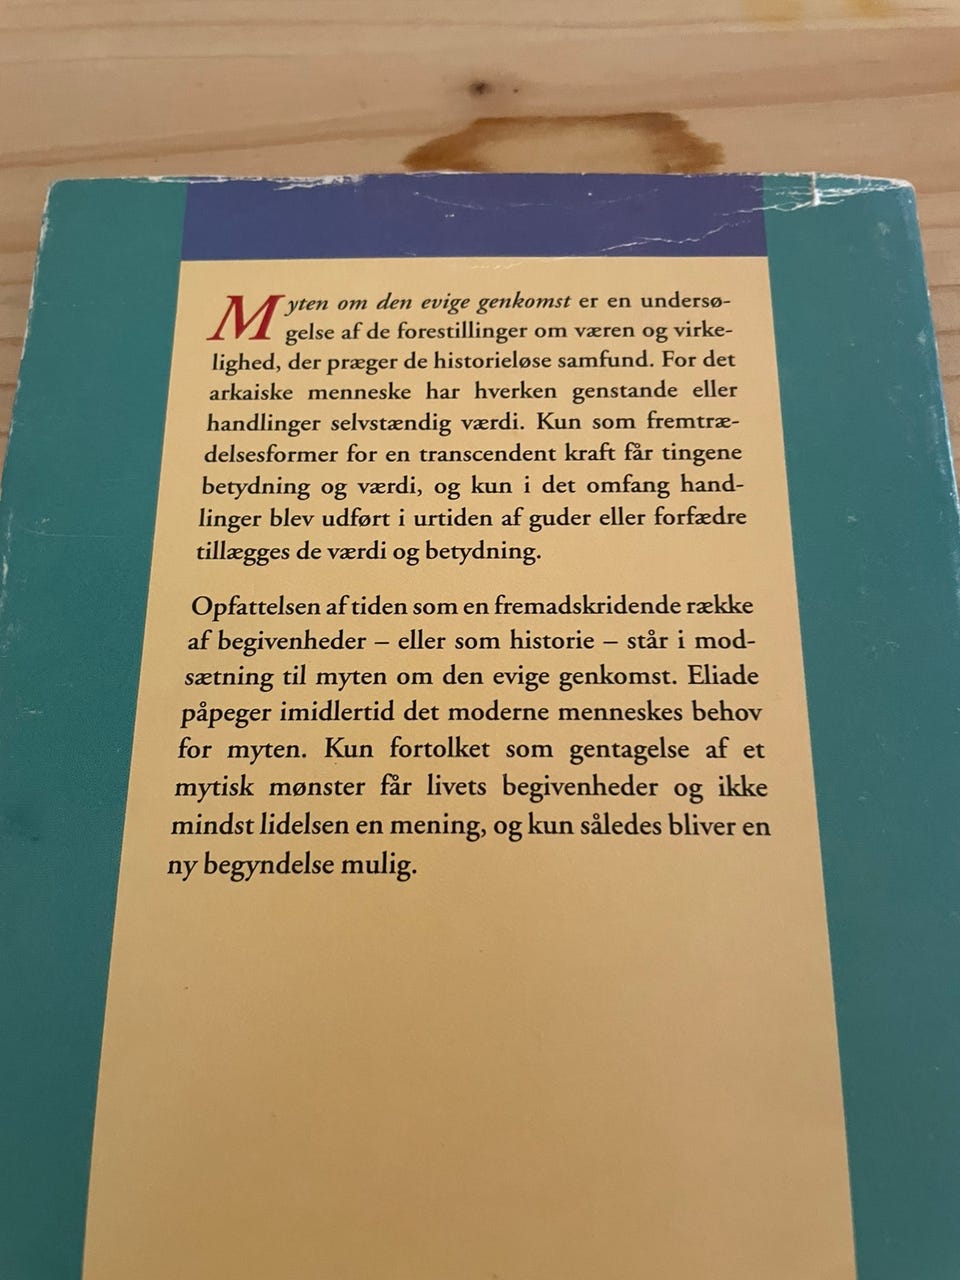 Myten om den evige genkomst er en undersø-
gelse af de forestillinger om væren og virke-
lighed, der præger de historieløse samfund. For det
arkaiske menneske har hverken genstande eller
handlinger selvstændig værdi. Kun som fremtræ-
delsesformer for en transcendent kraft får tingene
betydning og værdi, og kun i det omfang hand-
linger blev udført i urtiden af guder eller forfædre
tillægges de værdi og betydning.
Opfattelsen af tiden som en fremadskridende række
af begivenheder – eller som historie – står i mod-
sætning til myten om den evige genkomst. Eliade
påpeger imidlertid det moderne menneskes behov
for myten. Kun fortolket som gentagelse af et
mytisk mønster får livets begivenheder og ikke
mindst lidelsen en mening, og kun således bliver en
ny begyndelse mulig.